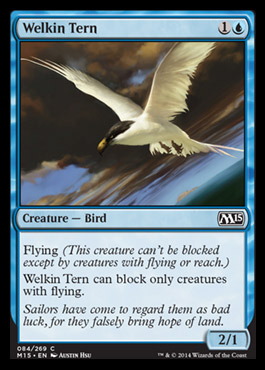 Welkin Tern 1
Creature — Bird M15
Flying (This creature can't be blocked
except by creatures with flying or reach.)
Welkin Tern can block only creatures
with flying.
Sailors have come to regard them as bad
luck, for they falsely bring hope of land.
2/1
084/269 C
M15 • EN Austin Hsu ™ & © 2014 Wizards of the Coast